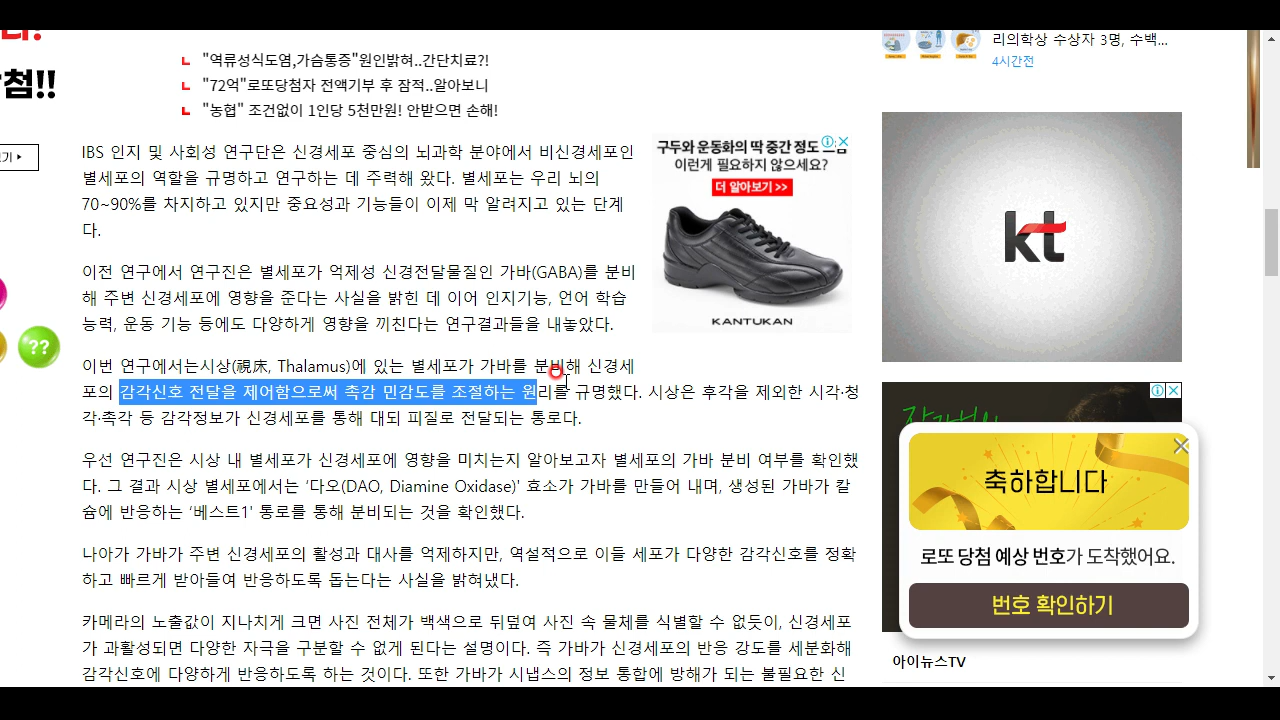 첨!!
"역류성식도염,가슴통증"원인밝혀..간단치료?!
"72억"로또당첨자 전액기부 후 잠적..알아보니
"농협" 조건없이 1인당 5천만원! 안받으면 손해!
IBS 인지 및 사회성 연구단은 신경세포 중심의 뇌과학 분야에서 비신경세포인
별세포의 역할을 규명하고 연구하는 데 주력해 왔다. 별세포는 우리 뇌의
70~90%를 차지하고 있지만 중요성과 기능들이 이제 막 알려지고 있는 단계
다.
이전 연구에서 연구진은 별세포가 억제성 신경전달물질인 가바(GABA)를 분비
해 주변 신경세포에 영향을 준다는 사실을 밝힌 데 이어 인지기능, 언어 학습
능력, 운동 기능 등에도 다양하게 영향을 끼친다는 연구결과들을 내놓았다.
이번 연구에서는시상(視床, Thalamus)에 있는 별세포가 가바를 분비해 신경세
포의 감각신호 전달을 제어함으로써 촉감 민감도를 조절하는 원리를 규명했다. 시상은 후각을 제외한 시각·청
각·촉각 등 감각정보가 신경세포를 통해 대뇌 피질로 전달되는 통로다.
우선 연구진은 시상 내 별세포가 신경세포에 영향을 미치는지 알아보고자 별세포의 가바 분비 여부를 확인했
다. 그 결과 시상 별세포에서는 ‘다오(DAO, Diamine Oxidase)' 효소가 가바를 만들어 내며, 생성된 가바가 칼
슘에 반응하는 ‘베스트1' 통로를 통해 분비되는 것을 확인했다.
나아가 가바가 주변 신경세포의 활성과 대사를 억제하지만, 역설적으로 이들 세포가 다양한 감각신호를 정확
하고 빠르게 받아들여 반응하도록 돕는다는 사실을 밝혀냈다.
카메라의 노출값이 지나치게 크면 사진 전체가 백색으로 뒤덮여 사진 속 물체를 식별할 수 없듯이, 신경세포
가 과활성되면 다양한 자극을 구분할 수 없게 된다는 설명이다. 즉 가바가 신경세포의 반응 강도를 세분화해
감각신호에 다양하게 반응하도록 하는 것이다. 또한 가바가 시냅스의 정보 통합에 방해가 되는 불필요한 신
구두와 운동화의 딱 중간 정도
이런게 필요하지 않으세요?
더 알아보기 >>
KANTUKAN
??
리의학상 수상자 3명, 수백...
4시간전
kt
축하합니다
로또 당첨 예상 번호가 도착했어요.
번호 확인하기
아이뉴스TV